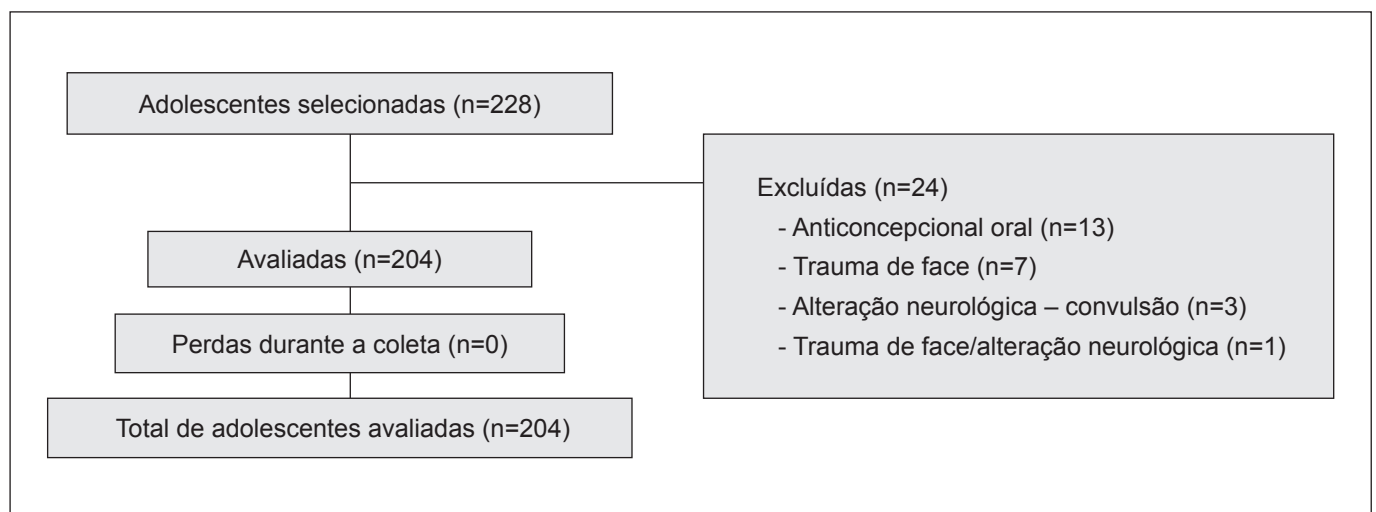 Adolescentes selecionadas (n=228)
Excluídas (n=24)
- Anticoncepcional oral (n=13)
- Trauma de face (n=7)
- Alteração neurológica – convulsão (n=3)
- Trauma de face/alteração neurológica (n=1)
Avaliadas (n=204)
Perdas durante a coleta (n=0)
Total de adolescentes avaliadas (n=204)